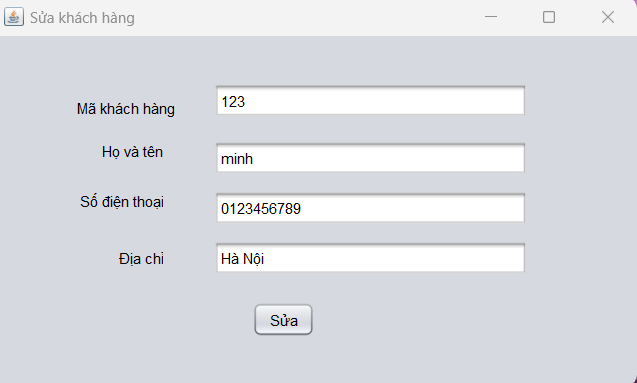 Sửa khách hàng
Mã khách hàng 123
Họ và tên minh
Số điện thoại 0123456789
Địa chỉ Hà Nội
Sửa